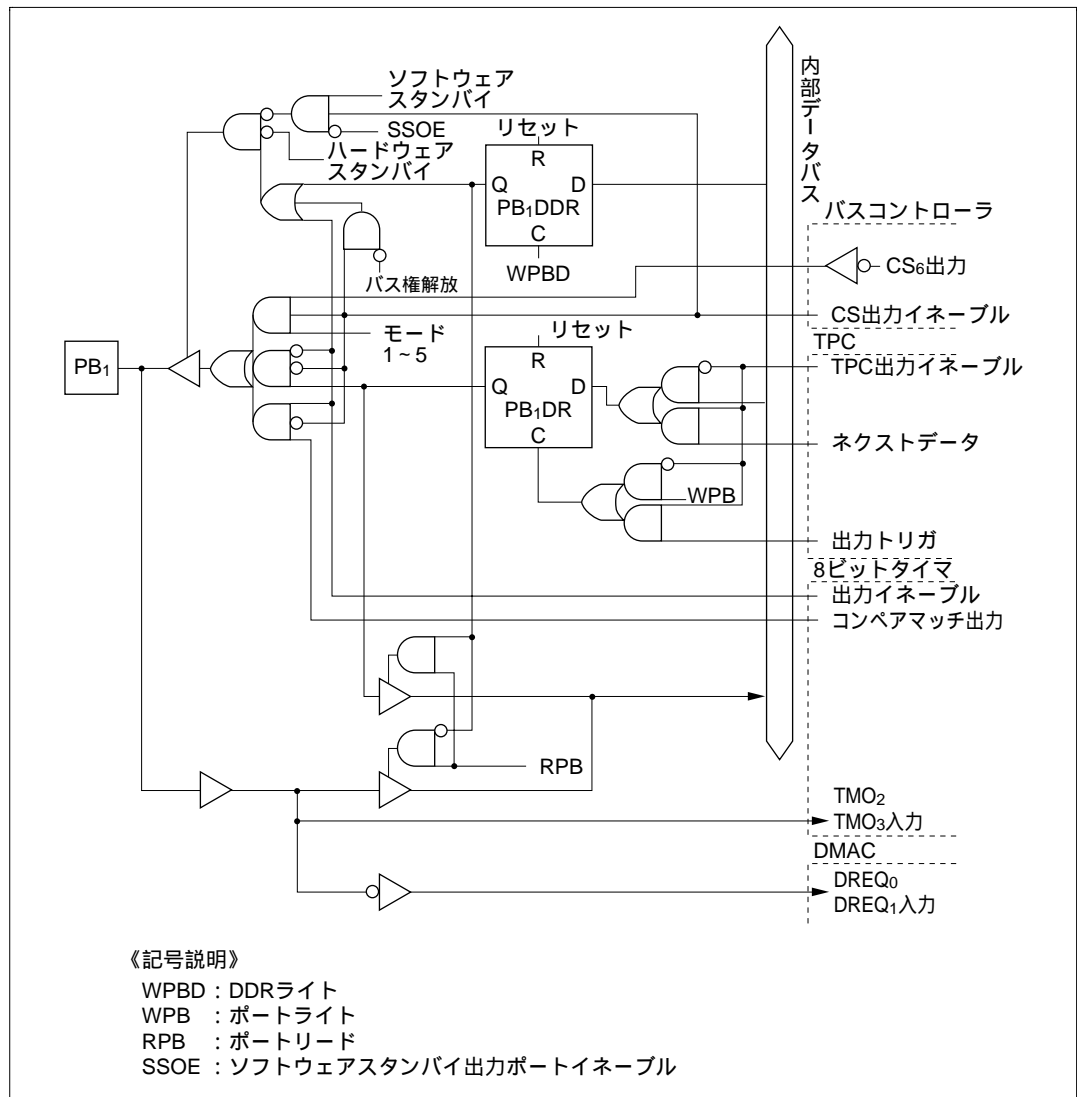 ソフトウェア
スタンバイ
SSOE
ハードウェア
スタンバイ
リセット
R
Q D
PB1DDR
C
WPBD
内部データバス
バスコントローラ
CS6出力
バス権解放
CS出力イネーブル
モード
1~5
リセット
TPC
PB1
R
Q D
PB1DR
C
TPC出力イネーブル
ネクストデータ
WPB
出力トリガ
8ビットタイマ
出力イネーブル
コンペアマッチ出力
RPB
TMO2
TMO3入力
DMAC
DREQ0
DREQ1入力
《記号説明》
WPBD : DDRライト
WPB : ポートライト
RPB : ポートリード
SSOE : ソフトウェアスタンバイ出力ポートイネーブル